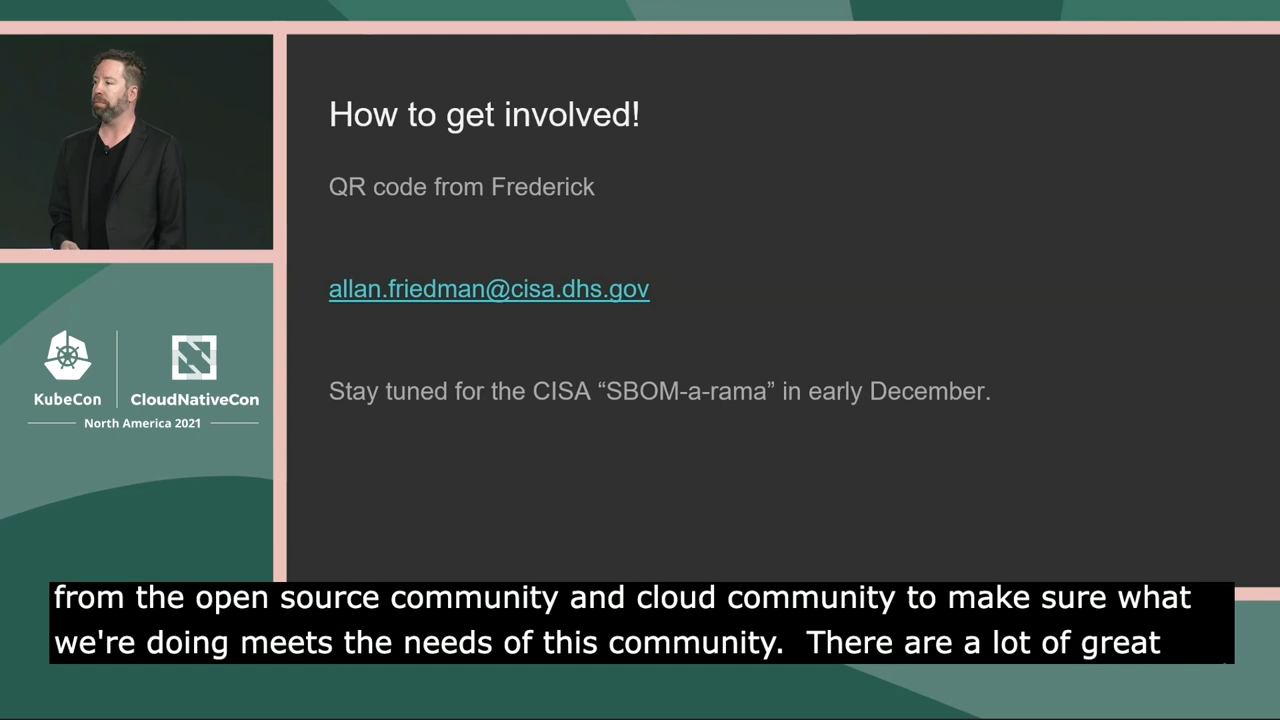 How to get involved!
QR code from Frederick
allan.friedman@cisa.dhs.gov
Stay tuned for the CISA “SBOM-a-rama” in early December.
KubeCon
CloudNativeCon
North America 2021
from the open source community and cloud community to make sure what
we're doing meets the needs of this community.  There are a lot of great